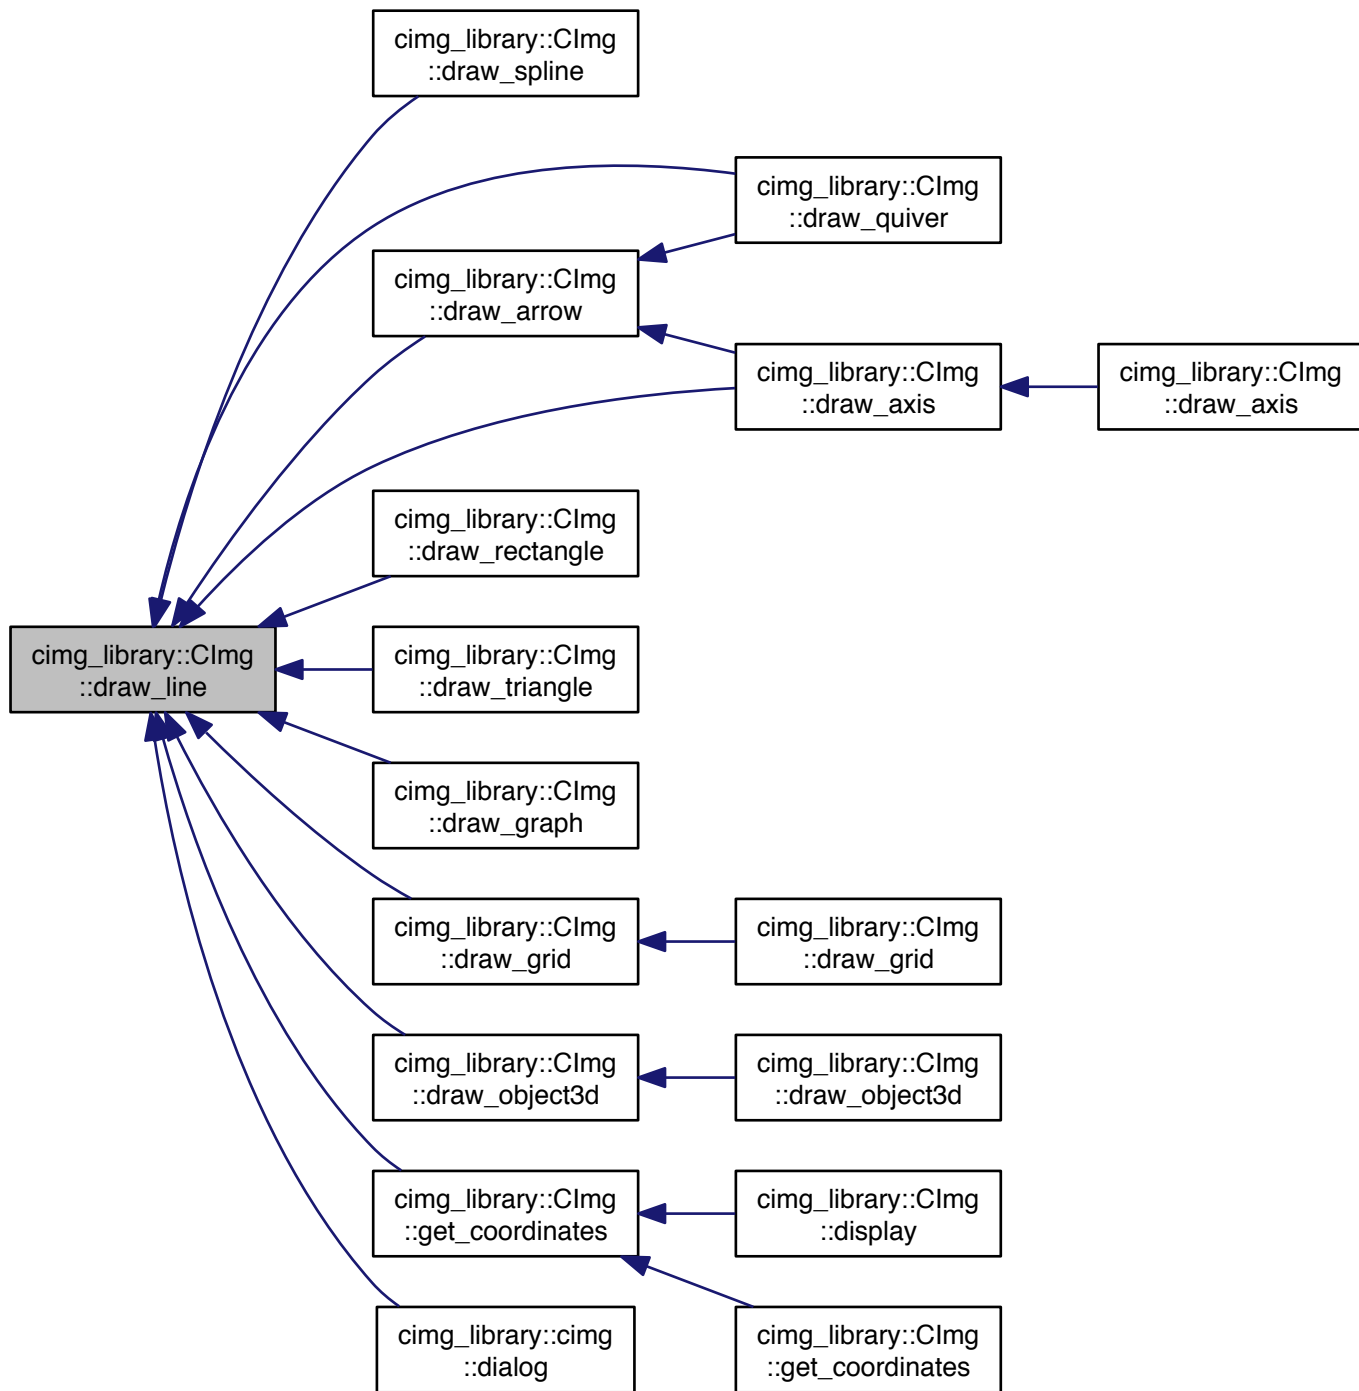 cimg_library::CImg
::draw_spline
cimg_library::CImg
::draw_quiver
cimg_library::CImg
::draw_arrow
cimg_library::CImg
::draw_axis
cimg_library::CImg
::draw_axis
cimg_library::CImg
::draw_rectangle
cimg_library::CImg
::draw_line
cimg_library::CImg
::draw_triangle
cimg_library::CImg
::draw_graph
cimg_library::CImg
::draw_grid
cimg_library::CImg
::draw_grid
cimg_library::CImg
::draw_object3d
cimg_library::CImg
::draw_object3d
cimg_library::CImg
::get_coordinates
cimg_library::CImg
::display
cimg_library::cimg
::dialog
cimg_library::CImg
::get_coordinates